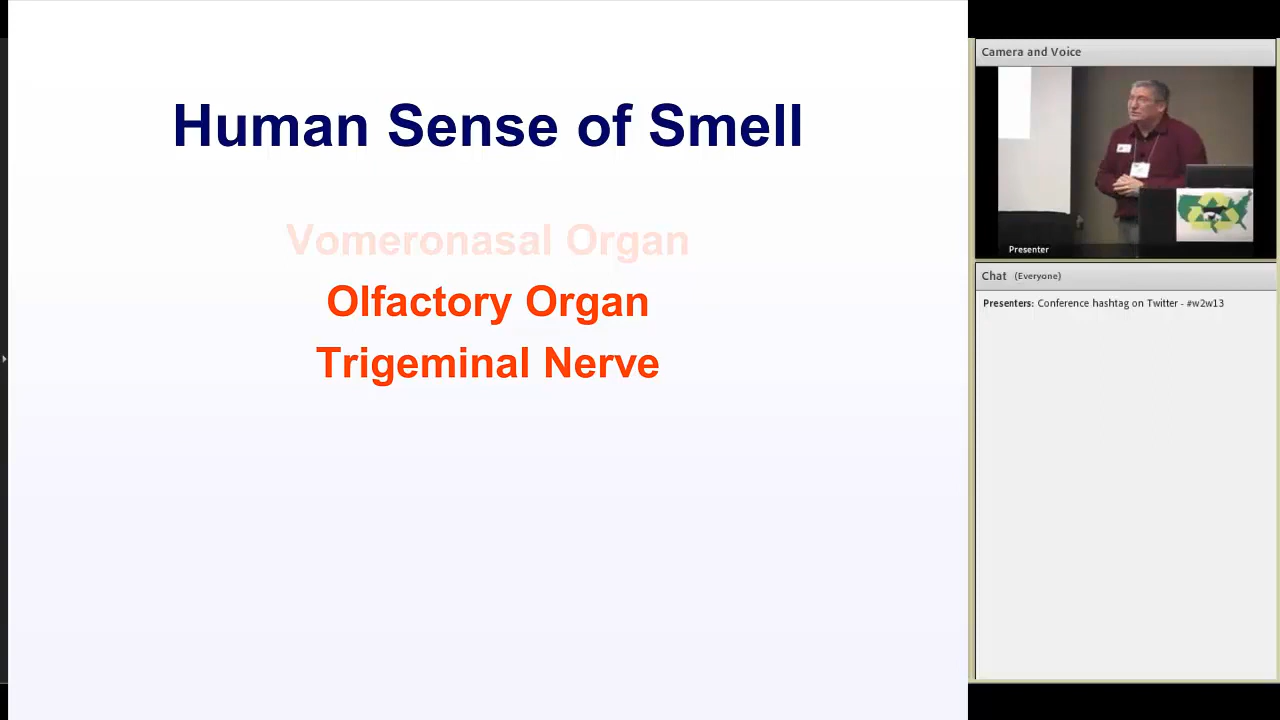 Human Sense of Smell
Vomeronasal Organ
Olfactory Organ
Trigeminal Nerve
Camera and Voice
Presenter
Chat (Everyone)
Presenters: Conference hashtag on Twitter - #w2w13